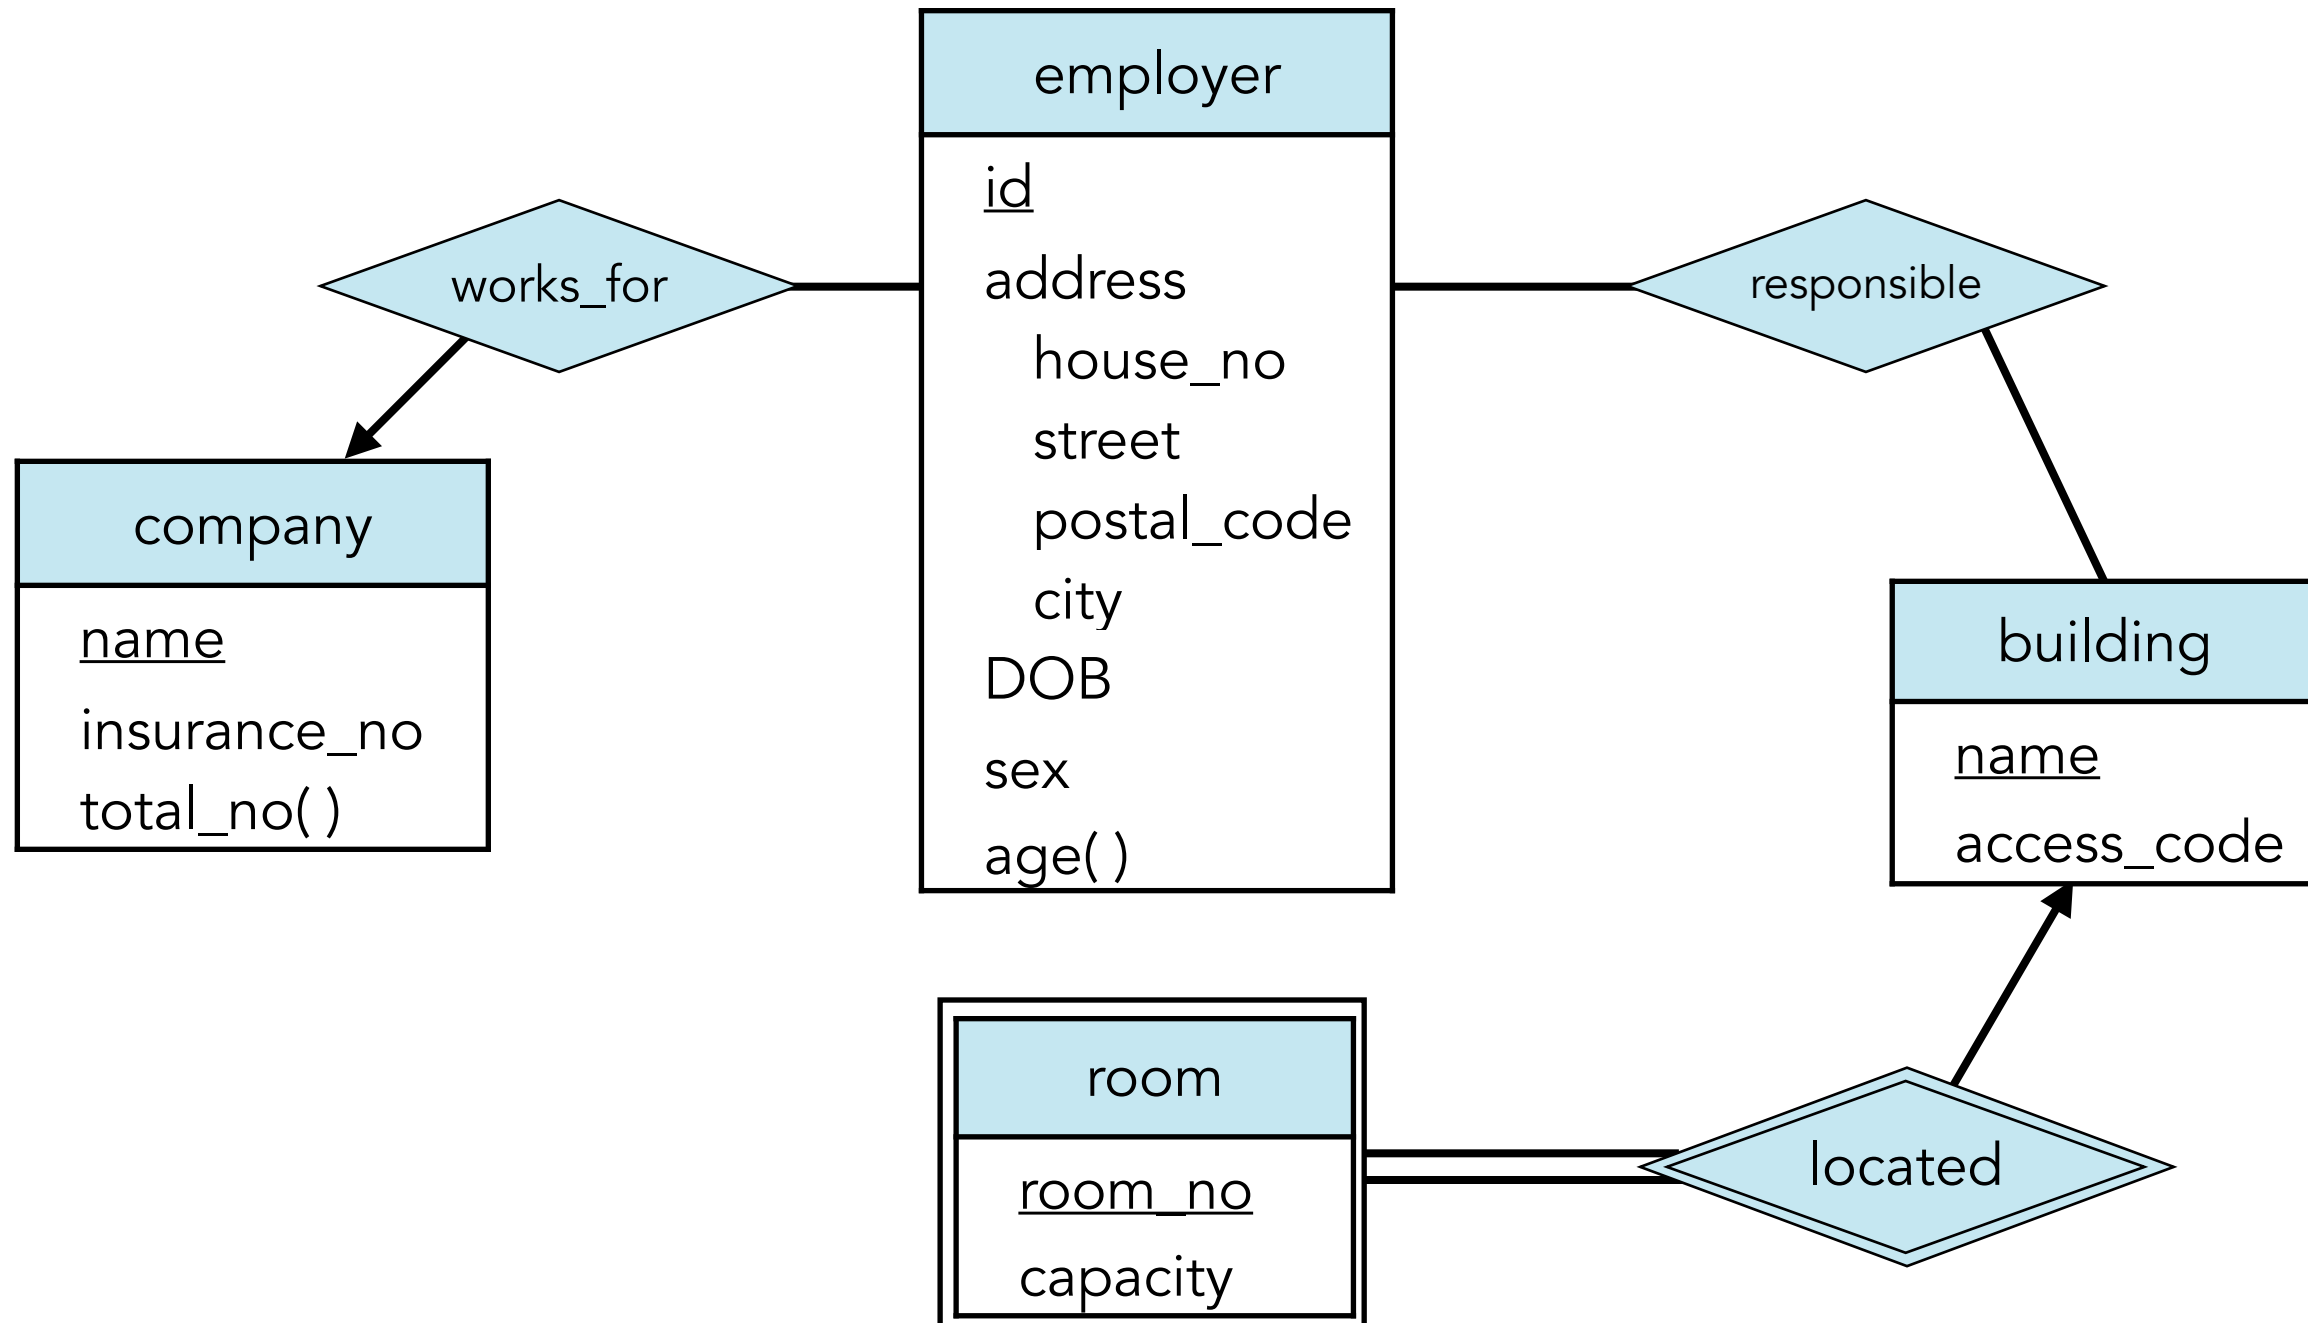 employer
id
address
house_no
street
postal_code
city
DOB
sex
age( )
works_for
responsible
company
name
insurance_no
total_no( )
building
name
access_code
room
room_no
capacity
located